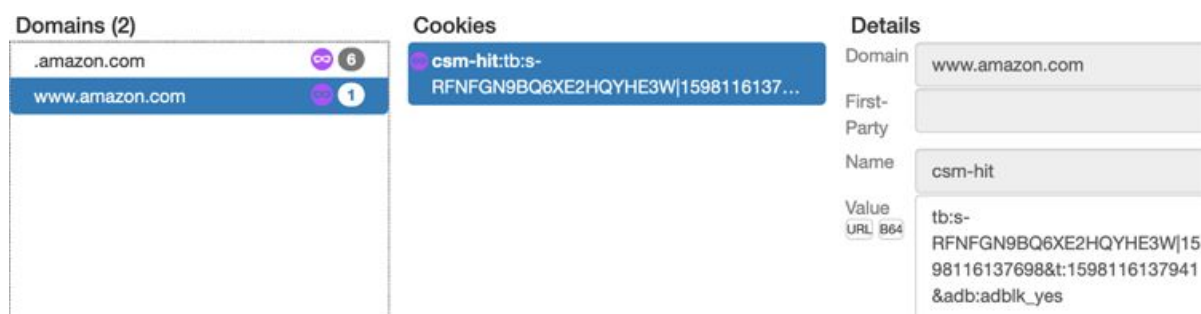 Domains (2)
.amazon.com 6
www.amazon.com 1
Cookies
csm-hit:tb:s-
RFNFGN9BQ6XE2HQYHE3W|1598116137...
Details
Domain www.amazon.com
First-
Party
Name csm-hit
Value
URL B64
tb:s-
RFNFGN9BQ6XE2HQYHE3W|15
98116137698&t:1598116137941
&adb:adblk_yes